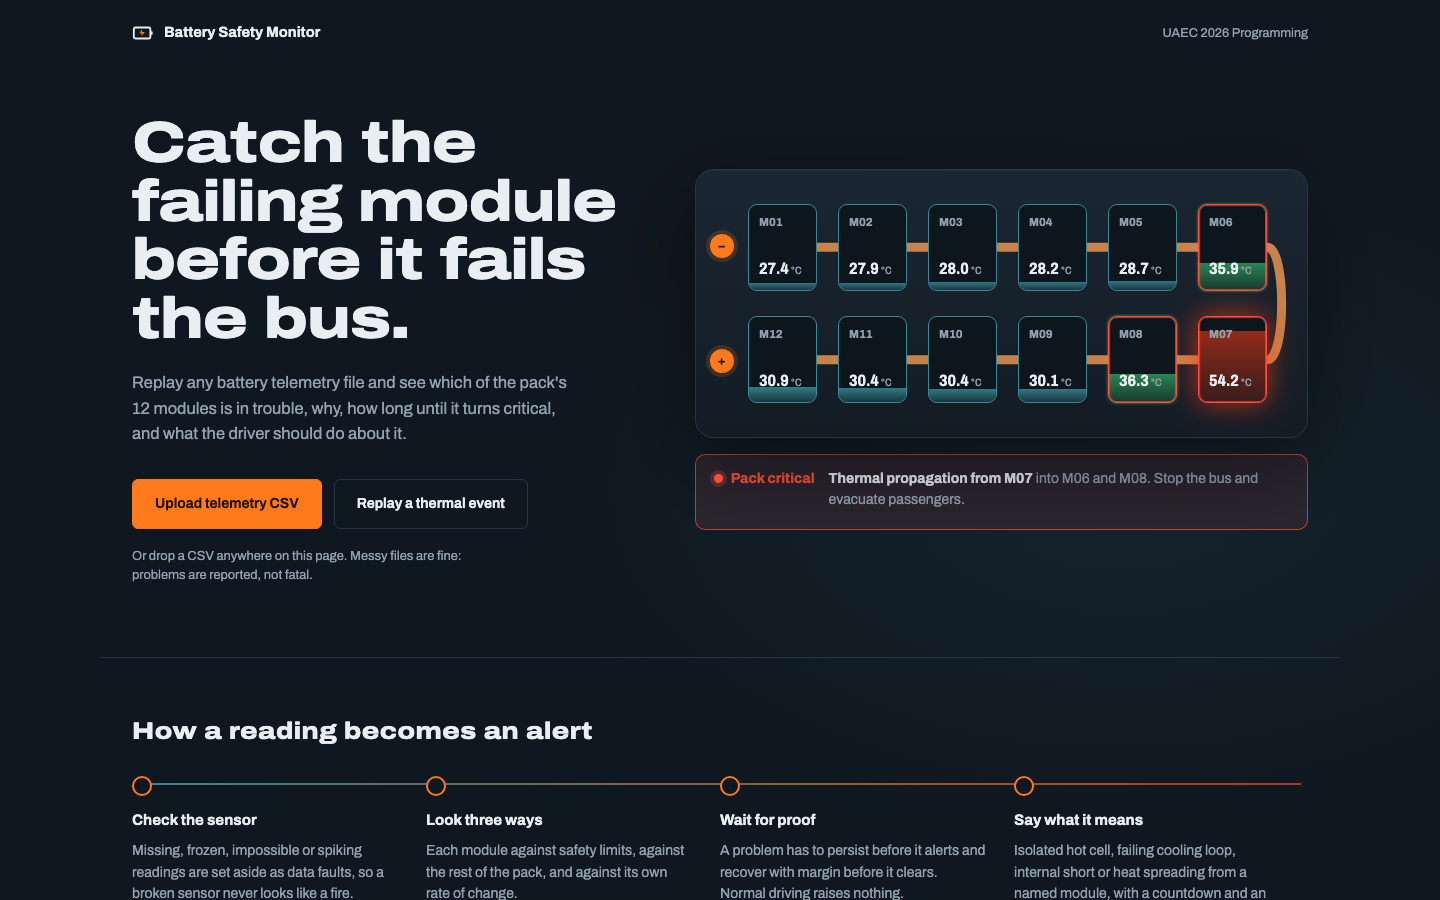 Battery Safety Monitor
UAEC 2026 Programming
Catch the
failing module
before it fails
the bus.
Replay any battery telemetry file and see which of the pack's
12 modules is in trouble, why, how long until it turns critical,
and what the driver should do about it.
Upload telemetry CSV
Replay a thermal event
Or drop a CSV anywhere on this page. Messy files are fine:
problems are reported, not fatal.
M01 M02 M03 M04 M05 M06
− 27.4 °C 27.9 °C 28.0 °C 28.2 °C 28.7 °C 35.9 °C
M12 M11 M10 M09 M08 M07
+ 30.9 °C 30.4 °C 30.4 °C 30.1 °C 36.3 °C 54.2 °C
Pack critical
Thermal propagation from M07 into M06 and M08. Stop the bus and
evacuate passengers.
How a reading becomes an alert
Check the sensor
Missing, frozen, impossible or spiking
readings are set aside as data faults, so a
broken sensor never looks like a fire.
Look three ways
Each module against safety limits, against
the rest of the pack, and against its own
rate of change.
Wait for proof
A problem has to persist before it alerts and
recover with margin before it clears.
Normal driving raises nothing.
Say what it means
Isolated hot cell, failing cooling loop,
internal short or heat spreading from a
named module, with a countdown and an